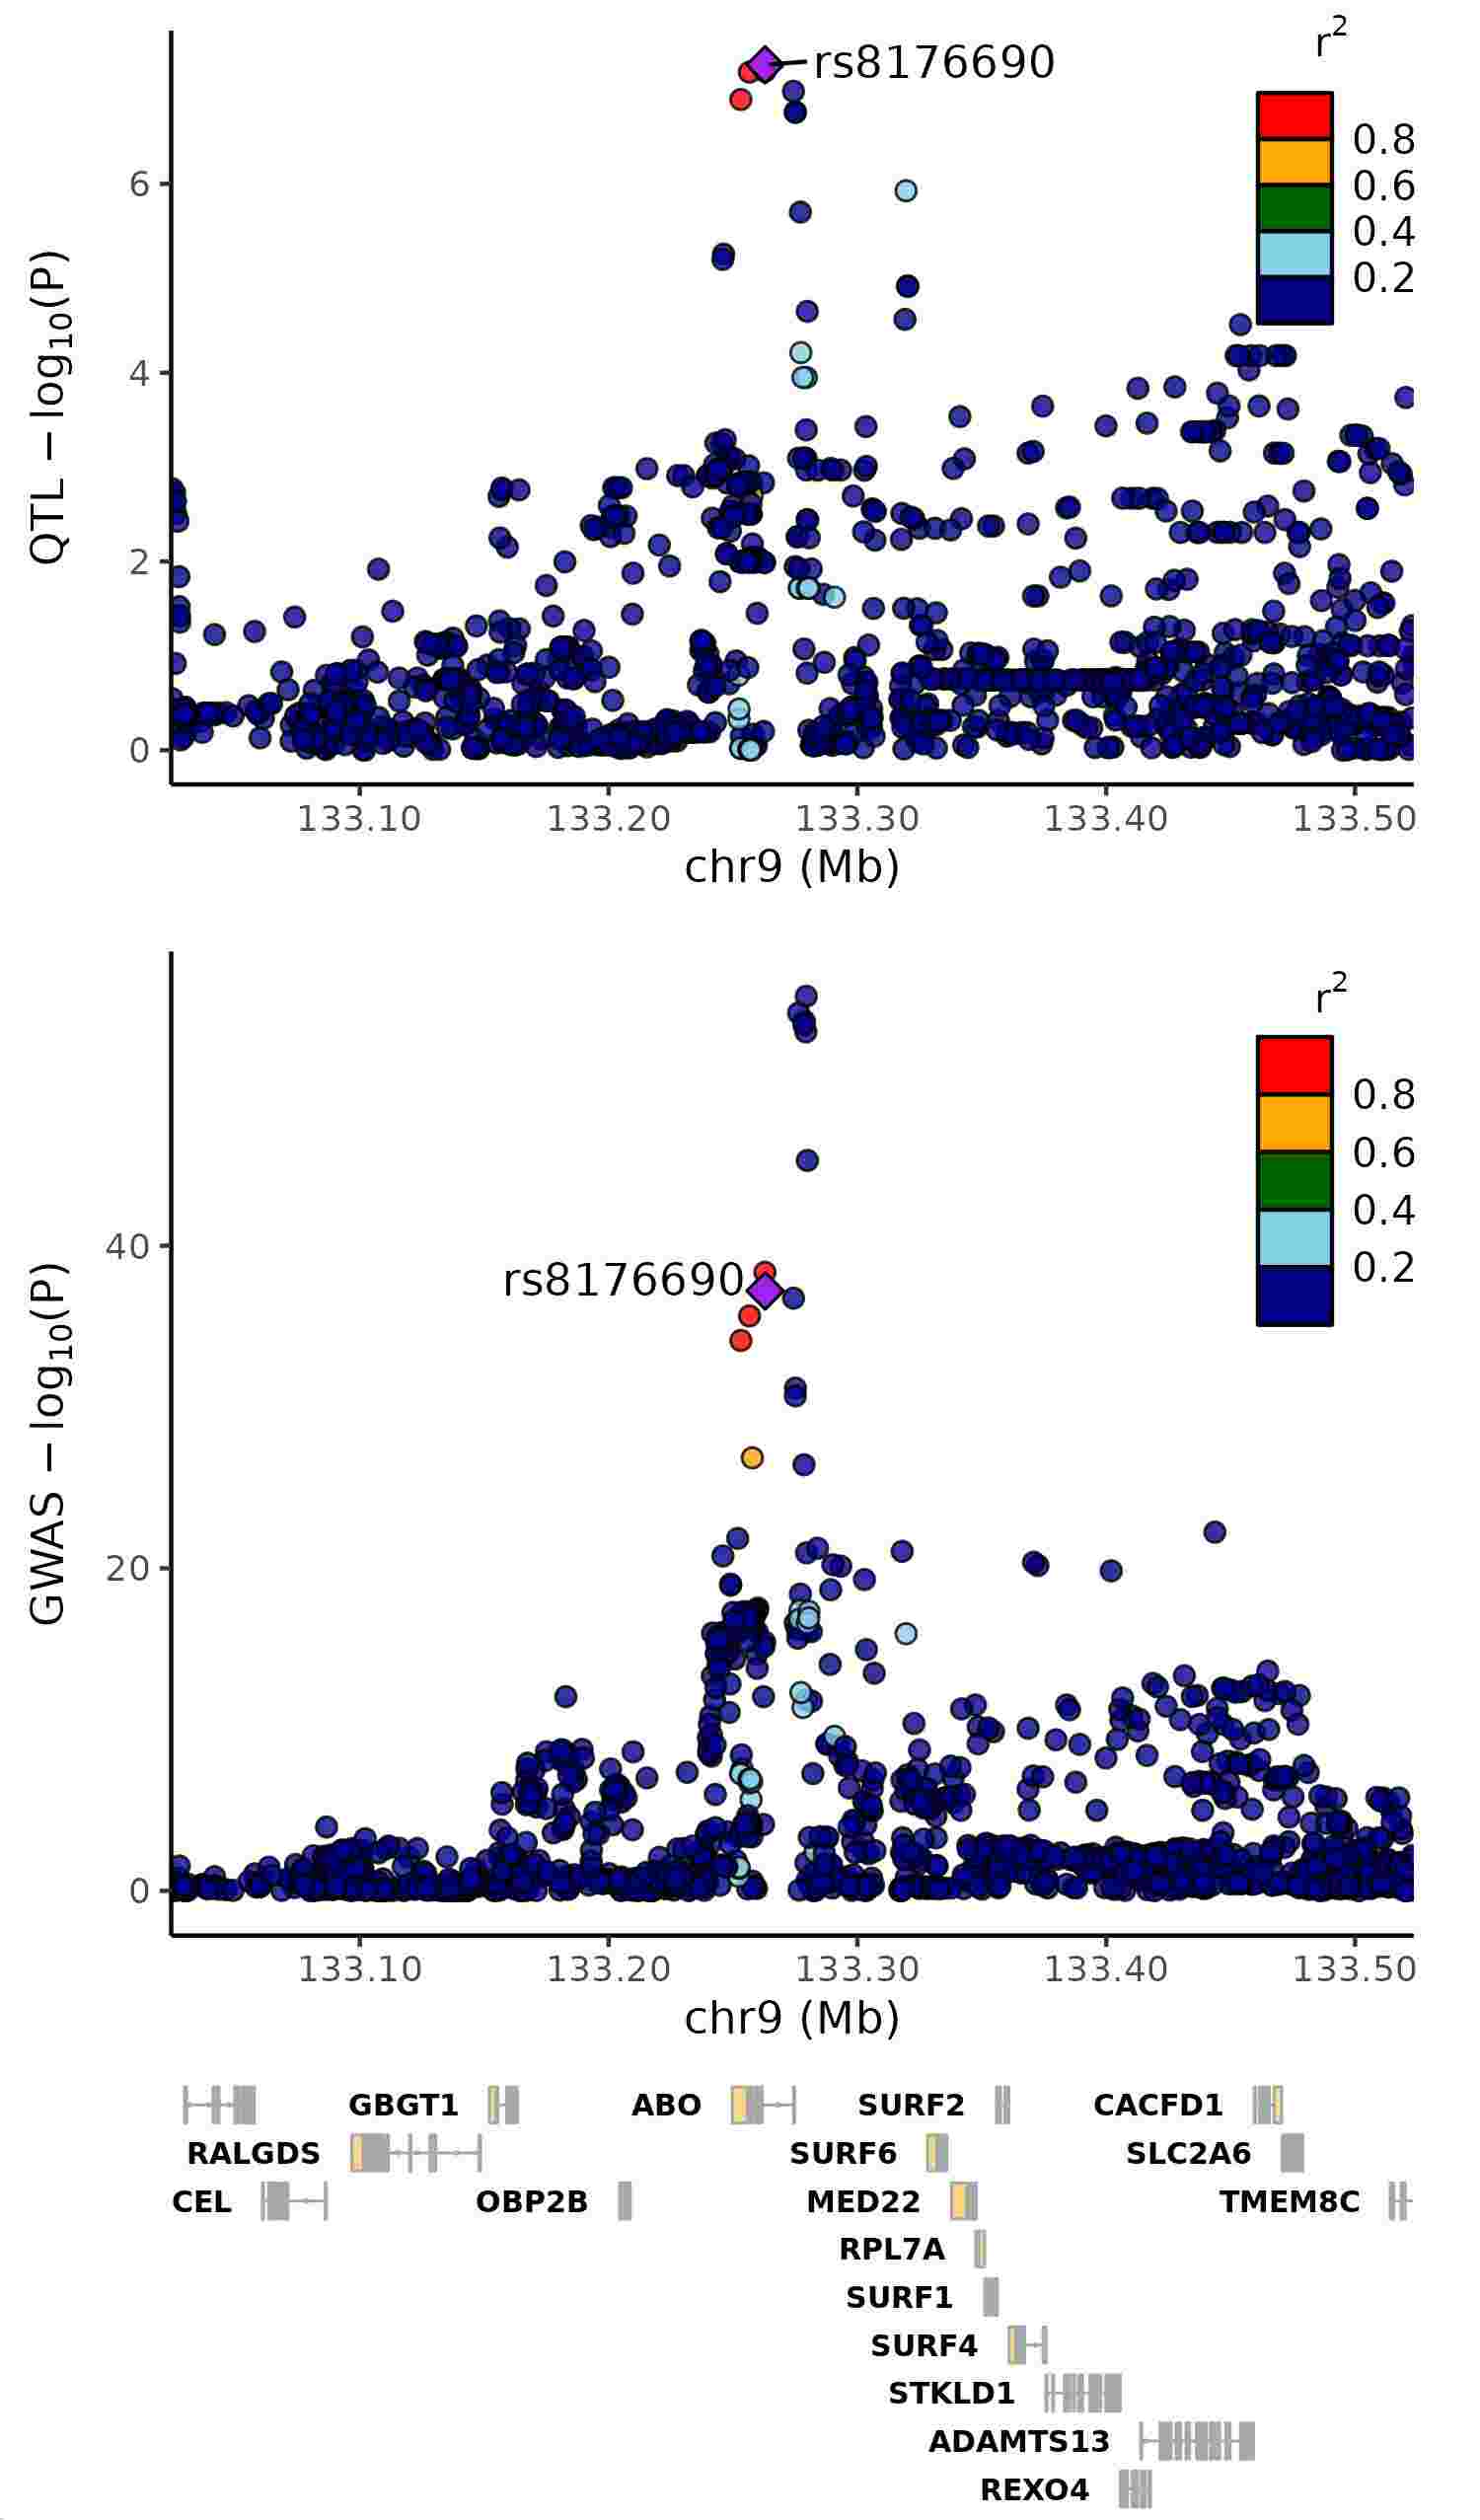 r²
rs8176690
0.8
0.6
0.4
0.2
6
4
2
0
QTL −log₁₀(P)
133.10 133.20 133.30 133.40 133.50
chr9 (Mb)
r²
0.8
0.6
0.4
0.2
rs8176690
40
20
0
GWAS −log₁₀(P)
133.10 133.20 133.30 133.40 133.50
chr9 (Mb)
GBGT1 ABO SURF2 CACFD1
RALGDS SURF6 SLC2A6
CEL OBP2B MED22 TMEM8C
RPL7A
SURF1
SURF4
STKLD1
ADAMTS13
REXO4